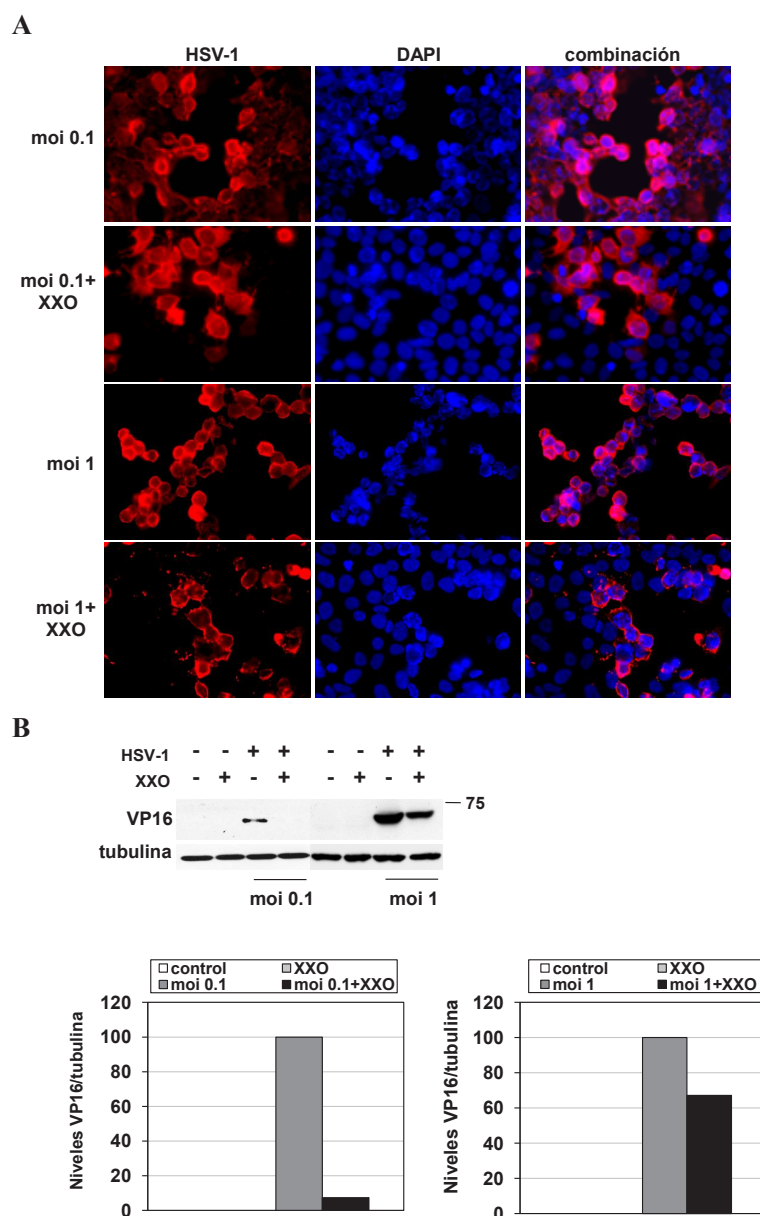 A
HSV-1 DAPI combinación
moi 0.1
moi 0.1+
XXO
moi 1
moi 1+
XXO
B
HSV-1 - - + + - - + +
XXO - + - + - + - +
VP16
75
tubulina
moi 0.1 moi 1
control XXO
moi 0.1 moi 0.1+XXO
Niveles VP16/tubulina
120
100
80
60
40
20
0
control XXO
moi 1 moi 1+XXO
Niveles VP16/tubulina
120
100
80
60
40
20
0